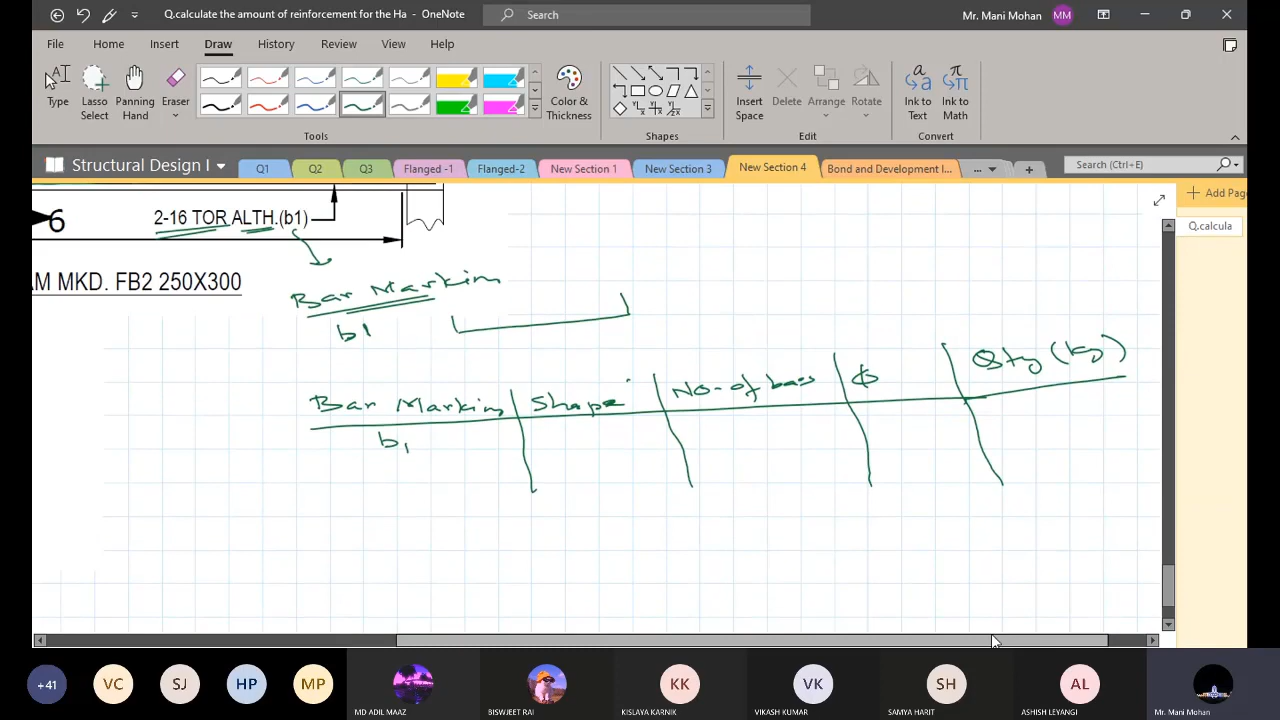 Q.calculate the amount of reinforcement for the Ha - OneNote
Search
Mr. Mani Mohan
MM
File Home Insert Draw History Review View Help
Type
Lasso Select
Panning Hand
Eraser
Color & Thickness
Insert Space
Delete
Arrange
Rotate
Ink to Text
Ink to Math
Tools
Shapes
Edit
Convert
Structural Design I
Q1
Q2
Q3
Flanged -1
Flanged-2
New Section 1
New Section 3
New Section 4
Bond and Development l...
...
Search (Ctrl+E)
Add Page
Q.calcula
6
2-16 TOR ALTH.(b1)
AM MKD. FB2 250X300
Bar Markin
b1
Bar Markin Shape No-of bars ϕ Qty (kg)
b1
+41
VC
SJ
HP
MP
KK
VK
SH
AL
MD ADIL MAAZ
BISWJEET RAI
KISLAYA KARNIK
VIKASH KUMAR
SAMYA HARIT
ASHISH LEYANGI
Mr. Mani Mohan